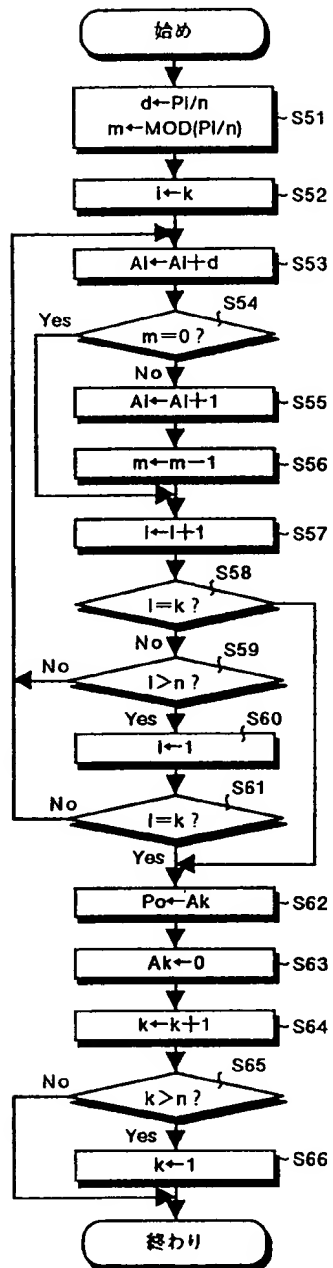 始め
d←Pi/n
m←MOD(Pi/n)
S51
i←k
S52
Ai←Ai+d
S53
S54
Yes
m=0?
No
Ai←Ai+1
S55
m←m-1
S56
i←i+1
S57
S58
i=k?
No
S59
No
i>n?
Yes
S60
i←1
S61
No
i=k?
Yes
Po←Ak
S62
Ak←0
S63
k←k+1
S64
S65
No
k>n?
Yes
k←1
S66
終わり